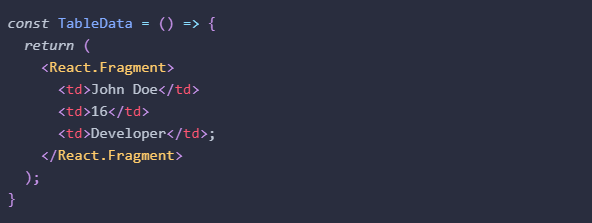 const TableData = () => {
  return (
    <React.Fragment>
      <td>John Doe</td>
      <td>16</td>
      <td>Developer</td>;
    </React.Fragment>
  );
}